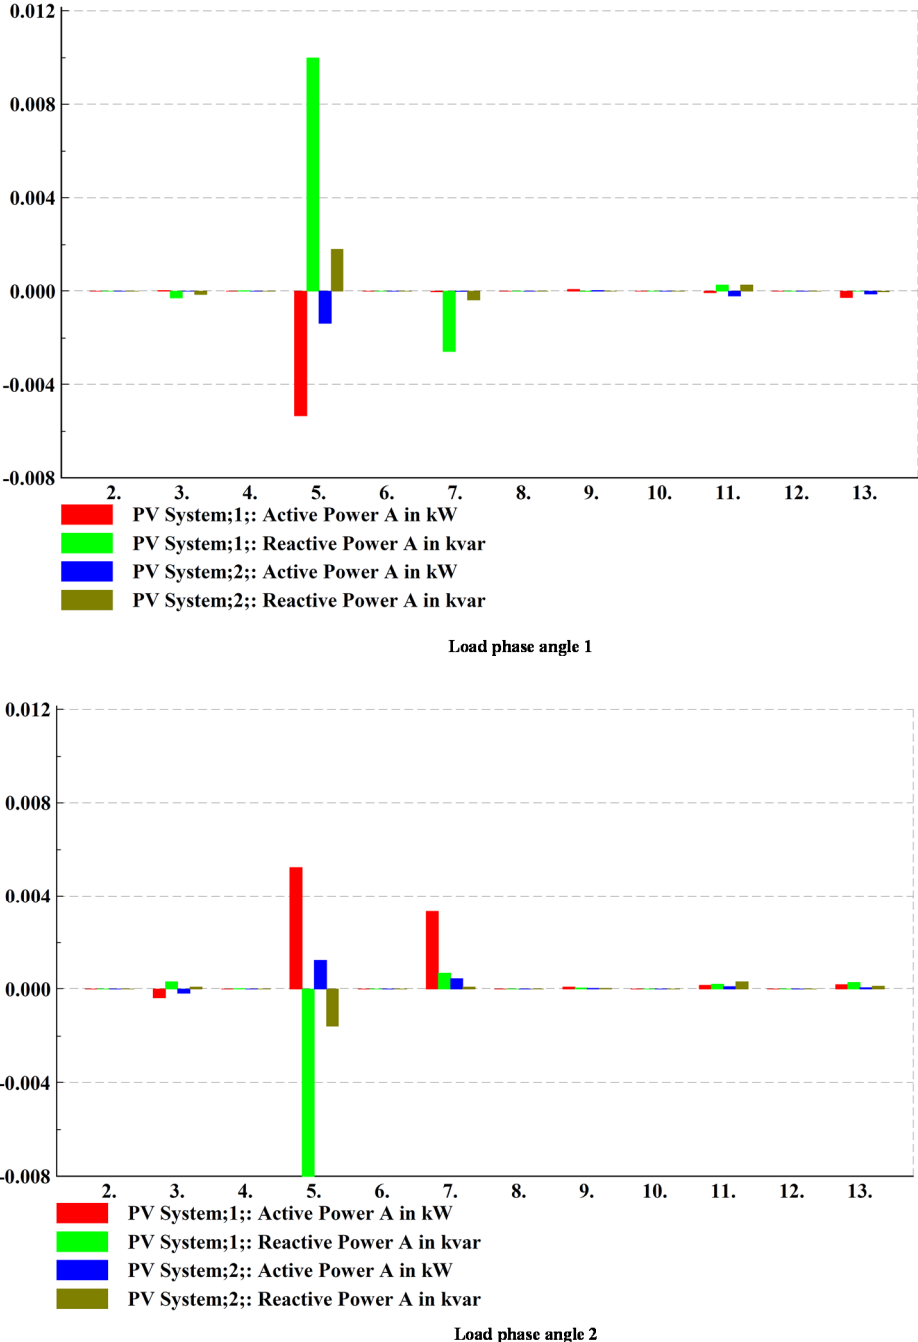 0.012
0.008
0.004
0.000
-0.004
-0.008
2. 3. 4. 5. 6. 7. 8. 9. 10. 11. 12. 13.
PV System;1;: Active Power A in kW
PV System;1;: Reactive Power A in kvar
PV System;2;: Active Power A in kW
PV System;2;: Reactive Power A in kvar
Load phase angle 1
0.012
0.008
0.004
0.000
-0.004
-0.008
2. 3. 4. 5. 6. 7. 8. 9. 10. 11. 12. 13.
PV System;1;: Active Power A in kW
PV System;1;: Reactive Power A in kvar
PV System;2;: Active Power A in kW
PV System;2;: Reactive Power A in kvar
Load phase angle 2